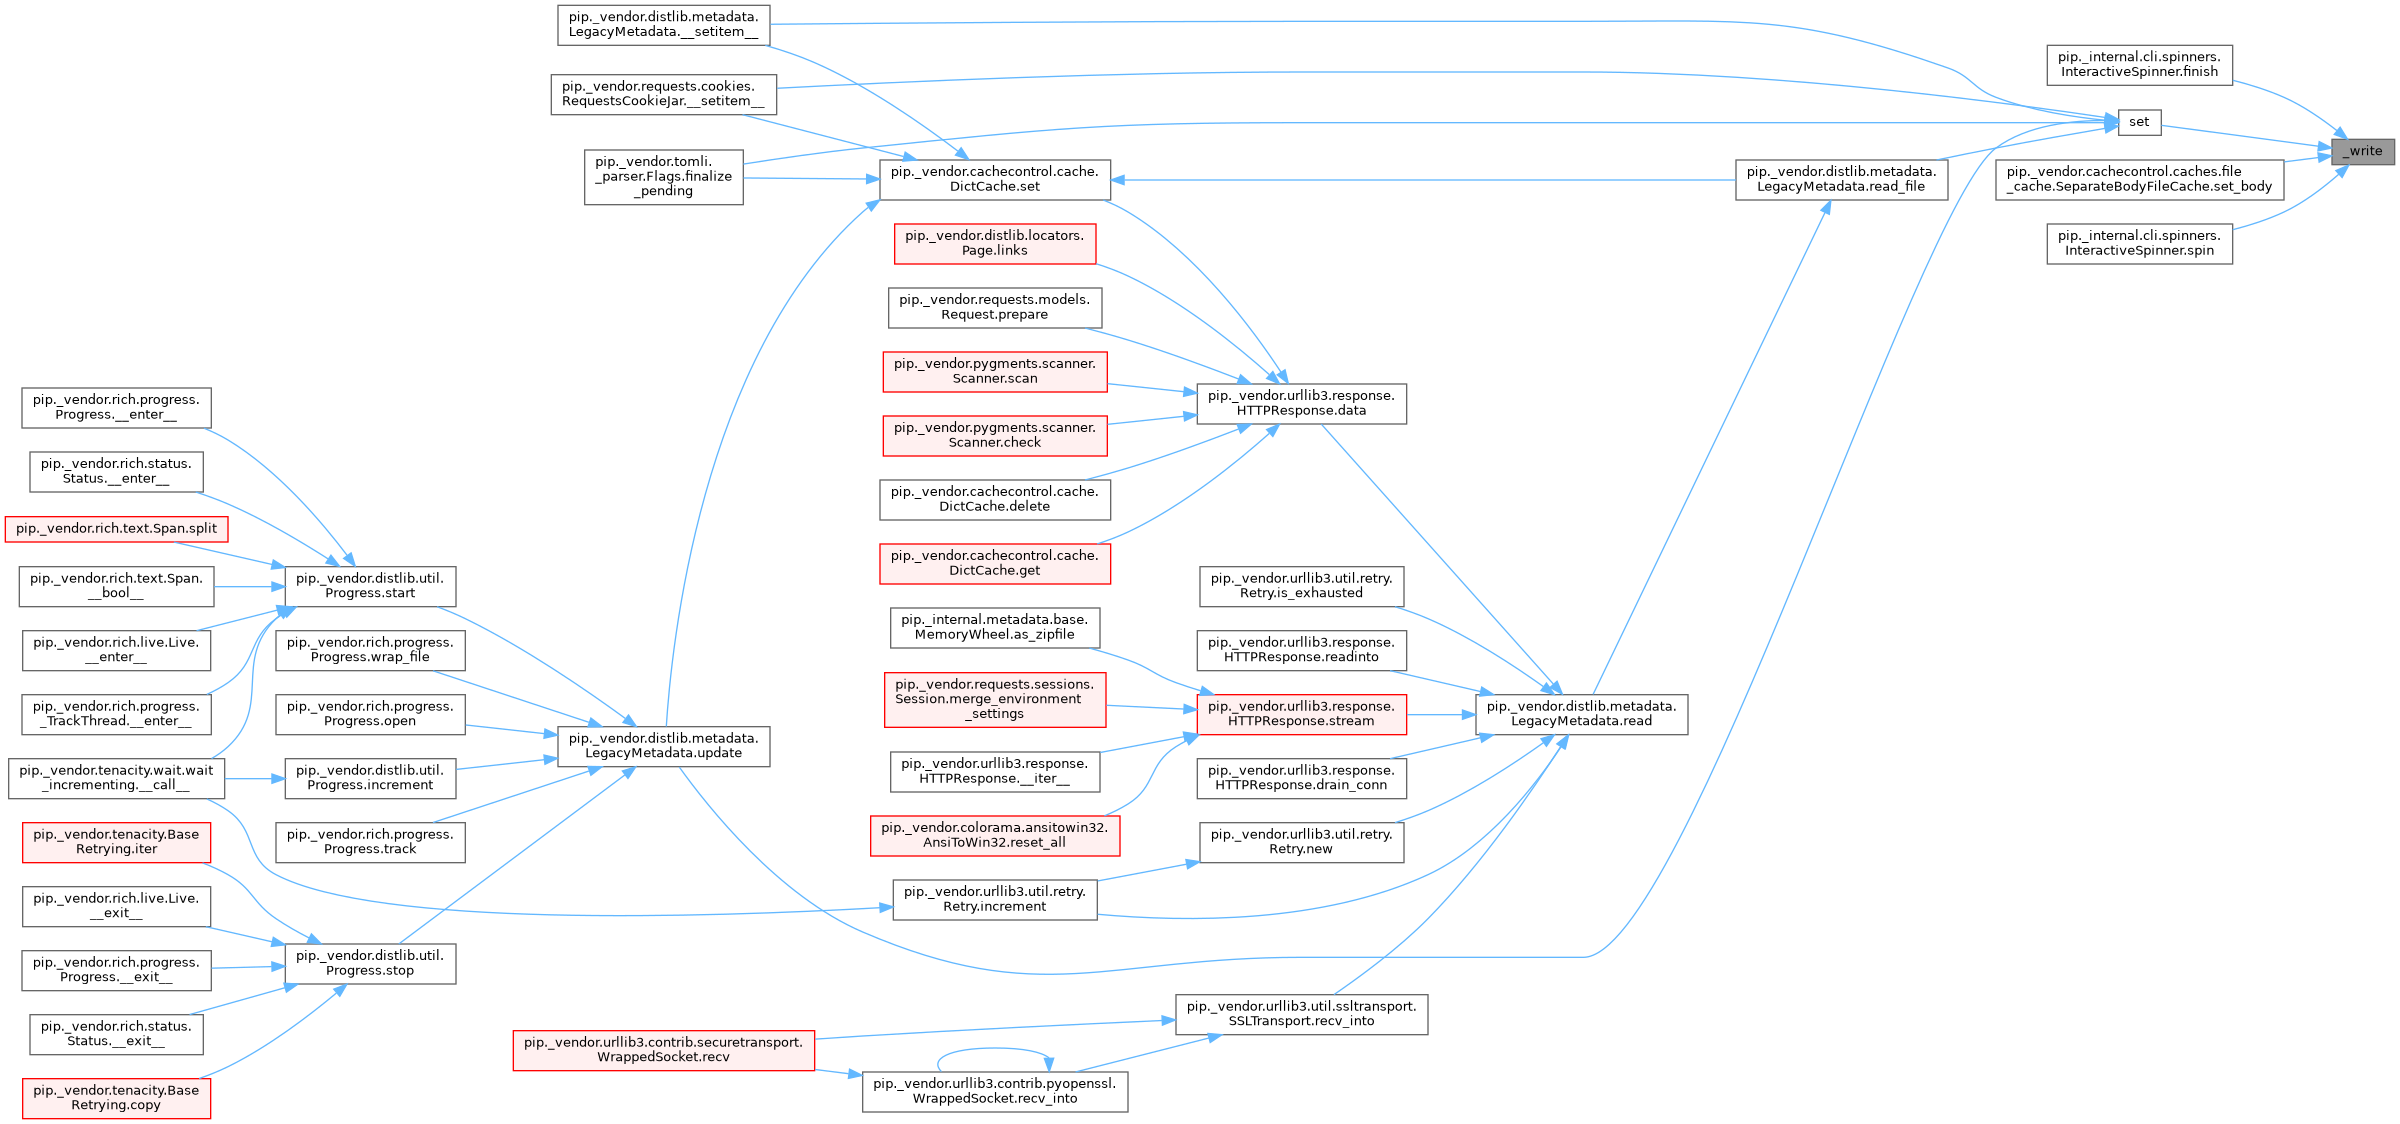 pip._vendor.distlib.metadata.
LegacyMetadata.__setitem__
pip._internal.cli.spinners.
InteractiveSpinner.finish
pip._vendor.requests.cookies.
RequestsCookieJar.__setitem__
set
_write
pip._vendor.tomli.
_parser.Flags.finalize
_pending
pip._vendor.cachecontrol.cache.
DictCache.set
pip._vendor.distlib.metadata.
LegacyMetadata.read_file
pip._vendor.cachecontrol.caches.file
_cache.SeparateBodyFileCache.set_body
pip._vendor.distlib.locators.
Page.links
pip._internal.cli.spinners.
InteractiveSpinner.spin
pip._vendor.requests.models.
Request.prepare
pip._vendor.pygments.scanner.
Scanner.scan
pip._vendor.urllib3.response.
HTTPResponse.data
pip._vendor.rich.progress.
Progress.__enter__
pip._vendor.pygments.scanner.
Scanner.check
pip._vendor.rich.status.
Status.__enter__
pip._vendor.cachecontrol.cache.
DictCache.delete
pip._vendor.rich.text.Span.split
pip._vendor.cachecontrol.cache.
DictCache.get
pip._vendor.rich.text.Span.
__bool__
pip._vendor.distlib.util.
Progress.start
pip._vendor.urllib3.util.retry.
Retry.is_exhausted
pip._internal.metadata.base.
MemoryWheel.as_zipfile
pip._vendor.rich.live.Live.
__enter__
pip._vendor.rich.progress.
Progress.wrap_file
pip._vendor.urllib3.response.
HTTPResponse.readinto
pip._vendor.requests.sessions.
Session.merge_environment
_settings
pip._vendor.rich.progress.
_TrackThread.__enter__
pip._vendor.rich.progress.
Progress.open
pip._vendor.urllib3.response.
HTTPResponse.stream
pip._vendor.distlib.metadata.
LegacyMetadata.read
pip._vendor.distlib.metadata.
LegacyMetadata.update
pip._vendor.tenacity.wait.wait
_incrementing.__call__
pip._vendor.distlib.util.
Progress.increment
pip._vendor.urllib3.response.
HTTPResponse.__iter__
pip._vendor.urllib3.response.
HTTPResponse.drain_conn
pip._vendor.tenacity.Base
Retrying.iter
pip._vendor.rich.progress.
Progress.track
pip._vendor.colorama.ansitowin32.
AnsiToWin32.reset_all
pip._vendor.urllib3.util.retry.
Retry.new
pip._vendor.rich.live.Live.
__exit__
pip._vendor.urllib3.util.retry.
Retry.increment
pip._vendor.rich.progress.
Progress.__exit__
pip._vendor.distlib.util.
Progress.stop
pip._vendor.rich.status.
Status.__exit__
pip._vendor.urllib3.util.ssltransport.
SSLTransport.recv_into
pip._vendor.urllib3.contrib.securetransport.
WrappedSocket.recv
pip._vendor.tenacity.Base
Retrying.copy
pip._vendor.urllib3.contrib.pyopenssl.
WrappedSocket.recv_into